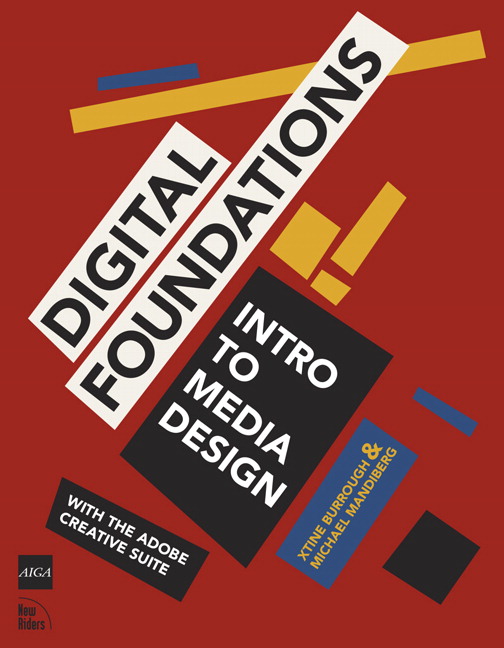 DIGITAL
FOUNDATIONS
INTRO
TO
MEDIA
DESIGN
XTINE BURROUGH &
MICHAEL MANDIBERG
WITH THE ADOBE
CREATIVE SUITE
AIGA
New
Riders